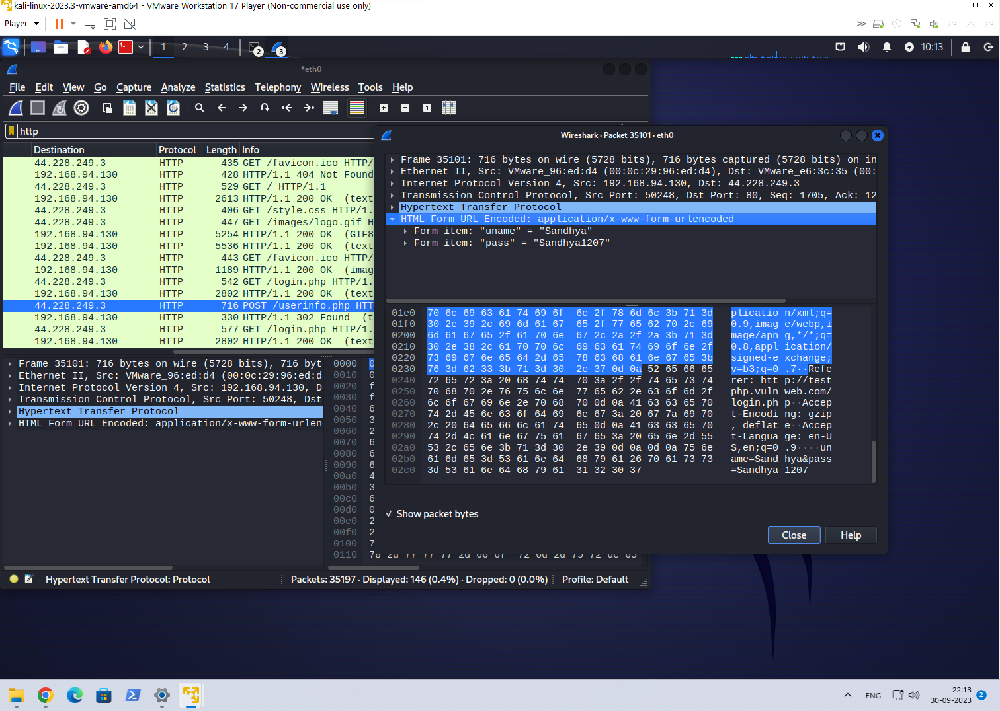 kali-linux-2023.3-vmware-amd64 - VMware Workstation 17 Player (Non-commercial use only)
Player
1 2 3 4 2 3 10:13
*eth0
File Edit View Go Capture Analyze Statistics Telephony Wireless Tools Help
http
Destination Protocol Length Info
44.228.249.3 HTTP 435 GET /favicon.ico HTTP/
192.168.94.130 HTTP 428 HTTP/1.1 404 Not Found
44.228.249.3 HTTP 529 GET / HTTP/1.1
192.168.94.130 HTTP 2613 HTTP/1.1 200 OK (text
44.228.249.3 HTTP 406 GET /style.css HTTP/1.
44.228.249.3 HTTP 447 GET /images/logo.gif H
192.168.94.130 HTTP 5254 HTTP/1.1 200 OK (GIF8
192.168.94.130 HTTP 5536 HTTP/1.1 200 OK (text
44.228.249.3 HTTP 443 GET /favicon.ico HTTP/
192.168.94.130 HTTP 1189 HTTP/1.1 200 OK (imag
44.228.249.3 HTTP 542 GET /login.php HTTP/1.
192.168.94.130 HTTP 2802 HTTP/1.1 200 OK (text
44.228.249.3 HTTP 716 POST /userinfo.php HTT
192.168.94.130 HTTP 330 HTTP/1.1 302 Found (t
44.228.249.3 HTTP 577 GET /login.php HTTP/1.
192.168.94.130 HTTP 2802 HTTP/1.1 200 OK (text
Frame 35101: 716 bytes on wire (5728 bits), 716 byte
Ethernet II, Src: VMware_96:ed:d4 (00:0c:29:96:ed:d4
Internet Protocol Version 4, Src: 192.168.94.130, Ds
Transmission Control Protocol, Src Port: 50248, Dst
Hypertext Transfer Protocol
HTML Form URL Encoded: application/x-www-form-urlen
0000
0010
0020 f
0030 f
0040 6
0050 3
0060 2
0070 6
0080 6
0090 6
00a0 4
00b0 3
00c0 6
00d0 0
00e0 2
00f0 2
0100 7
0110 78 2d 77 77 77 2d 66 6f 72 6d 2d 75 72 6c 65
Hypertext Transfer Protocol: Protocol
Packets: 35197 · Displayed: 146 (0.4%) · Dropped: 0 (0.0%)
Profile: Default
Wireshark · Packet 35101 · eth0
Frame 35101: 716 bytes on wire (5728 bits), 716 bytes captured (5728 bits) on in
Ethernet II, Src: VMware_96:ed:d4 (00:0c:29:96:ed:d4), Dst: VMware_e6:3c:35 (00:
Internet Protocol Version 4, Src: 192.168.94.130, Dst: 44.228.249.3
Transmission Control Protocol, Src Port: 50248, Dst Port: 80, Seq: 1705, Ack: 12
Hypertext Transfer Protocol
HTML Form URL Encoded: application/x-www-form-urlencoded
Form item: "uname" = "Sandhya"
Form item: "pass" = "Sandhya1207"
01e0 70 6c 69 63 61 74 69 6f 6e 2f 78 6d 6c 3b 71 3d plicatio n/xml;q=
01f0 30 2e 39 2c 69 6d 61 67 65 2f 77 65 62 70 2c 69 0.9,imag e/webp,i
0200 6d 61 67 65 2f 61 70 6e 67 2c 2a 2f 2a 3b 71 3d mage/apn g,*/*;q=
0210 30 2e 38 2c 61 70 70 6c 69 63 61 74 69 6f 6e 2f 0.8,appl ication/
0220 73 69 67 6e 65 64 2d 65 78 63 68 61 6e 67 65 3b signed-e xchange;
0230 76 3d 62 33 3b 71 3d 30 2e 37 0d 0a 52 65 66 65 v=b3;q=0 .7··Refe
0240 72 65 72 3a 20 68 74 74 70 3a 2f 2f 74 65 73 74 rer: htt p://test
0250 70 68 70 2e 76 75 6c 6e 77 65 62 2e 63 6f 6d 2f php.vuln web.com/
0260 6c 6f 67 69 6e 2e 70 68 70 0d 0a 41 63 63 65 70 login.ph p··Accep
0270 74 2d 45 6e 63 6f 64 69 6e 67 3a 20 67 7a 69 70 t-Encodi ng: gzip
0280 2c 20 64 65 66 6c 61 74 65 0d 0a 41 63 63 65 70 , deflat e··Accep
0290 74 2d 4c 61 6e 67 75 61 67 65 3a 20 65 6e 2d 55 t-Langua ge: en-U
02a0 53 2c 65 6e 3b 71 3d 30 2e 39 0d 0a 0d 0a 75 6e S,en;q=0 .9····un
02b0 61 6d 65 3d 53 61 6e 64 68 79 61 26 70 61 73 73 ame=Sand hya&pass
02c0 3d 53 61 6e 64 68 79 61 31 32 30 37 =Sandhya 1207
Show packet bytes
Close Help
ENG 22:13 2
30-09-2023